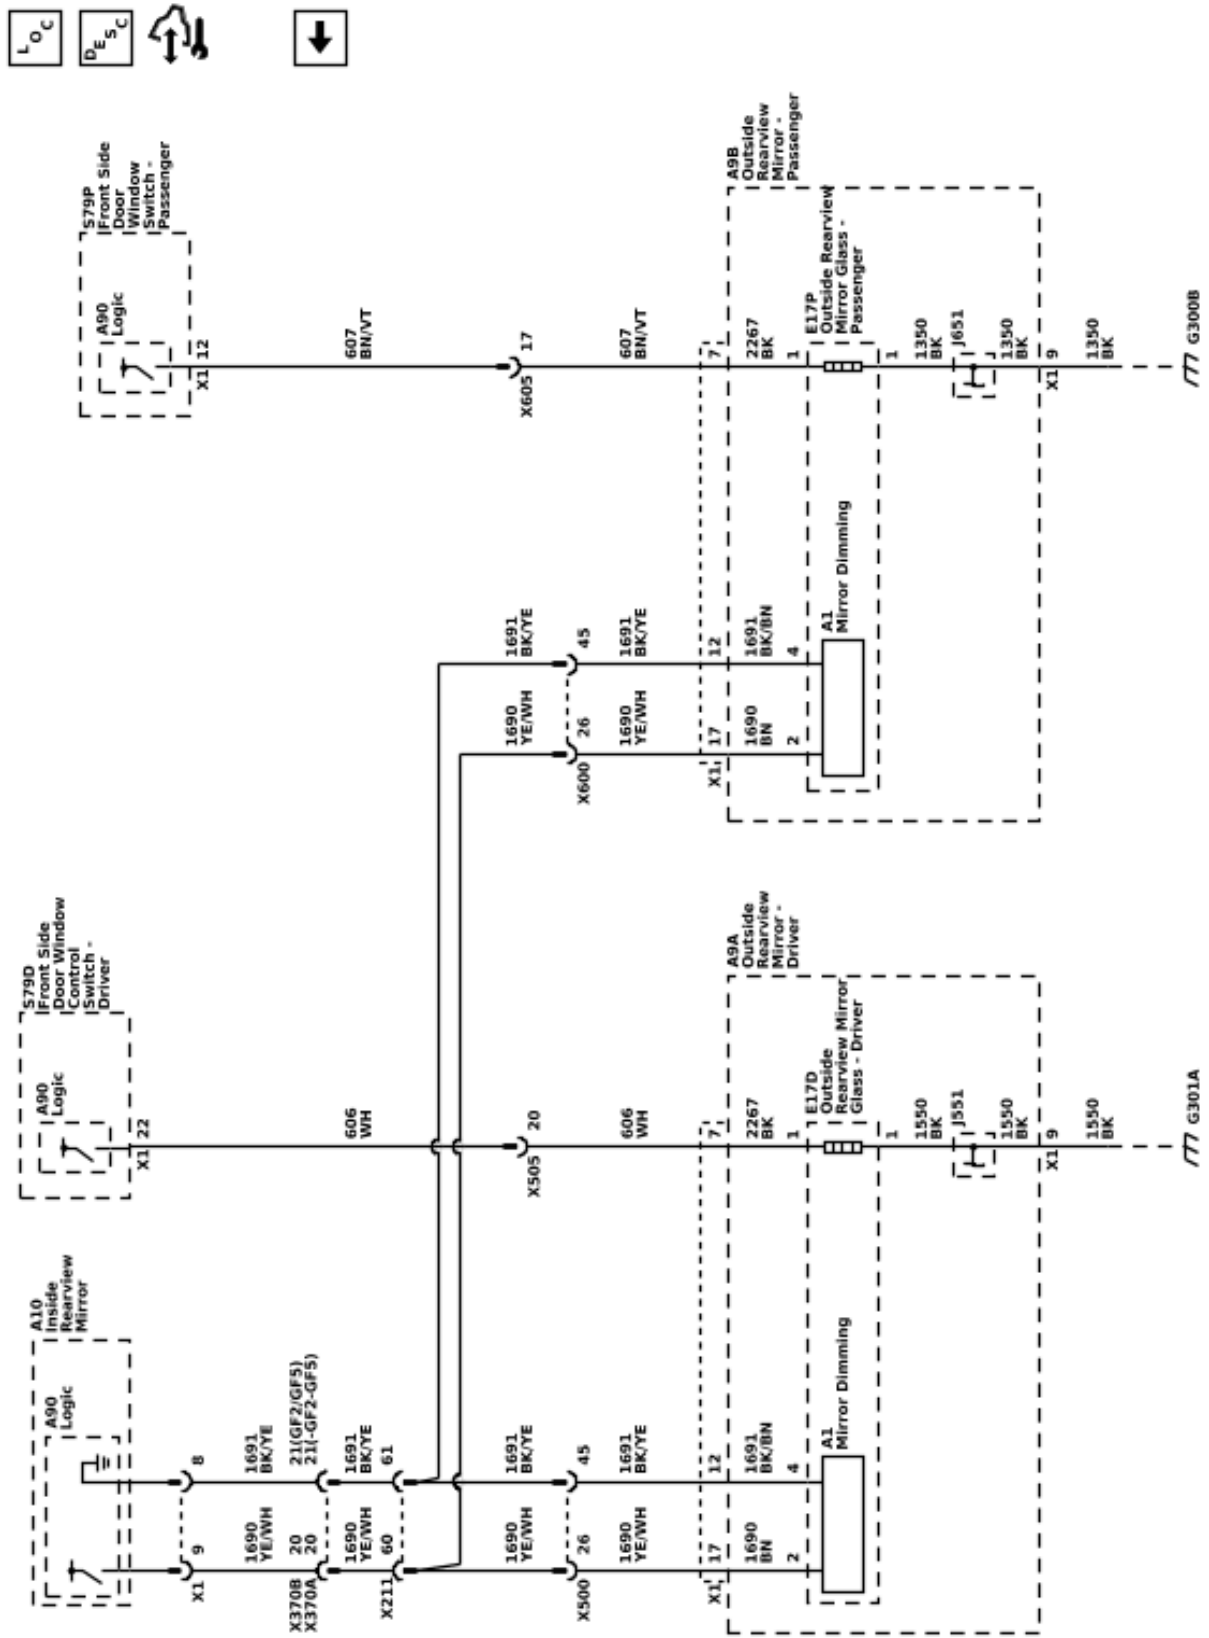 LOC
DESC
A10
Inside
Rearview
Mirror
A90
Logic
S79D
Front Side
Door Window
Control
Switch -
Driver
A90
Logic
S79P
Front Side
Door
Window
Switch -
Passenger
A90
Logic
9
8
X1
22
X1
12
X1
1690
YE/WH
1691
BK/YE
606
WH
607
BN/VT
20
20
21(GF2/GF5)
21(-GF2-GF5)
X370B
X370A
1690
YE/WH
1691
BK/YE
60
61
X211
1690
YE/WH
1691
BK/YE
20
X505
1690
YE/WH
1691
BK/YE
17
X605
26
45
X500
26
45
X600
1690
YE/WH
1691
BK/YE
606
WH
1690
YE/WH
1691
BK/YE
607
BN/VT
X1
17
12
7
X1
17
12
7
A9A
Outside
Rearview
Mirror -
Driver
A9B
Outside
Rearview
Mirror -
Passenger
1690
BN
1691
BK/BN
2267
BK
1690
BN
1691
BK/BN
2267
BK
2
4
1
2
4
1
A1
Mirror Dimming
E17D
Outside
Rearview Mirror
Glass - Driver
A1
Mirror Dimming
E17P
Outside Rearview
Mirror Glass -
Passenger
1
1
1550
BK
1350
BK
J551
J651
1550
BK
1350
BK
9
X1
9
X1
1550
BK
1350
BK
G301A
G300B